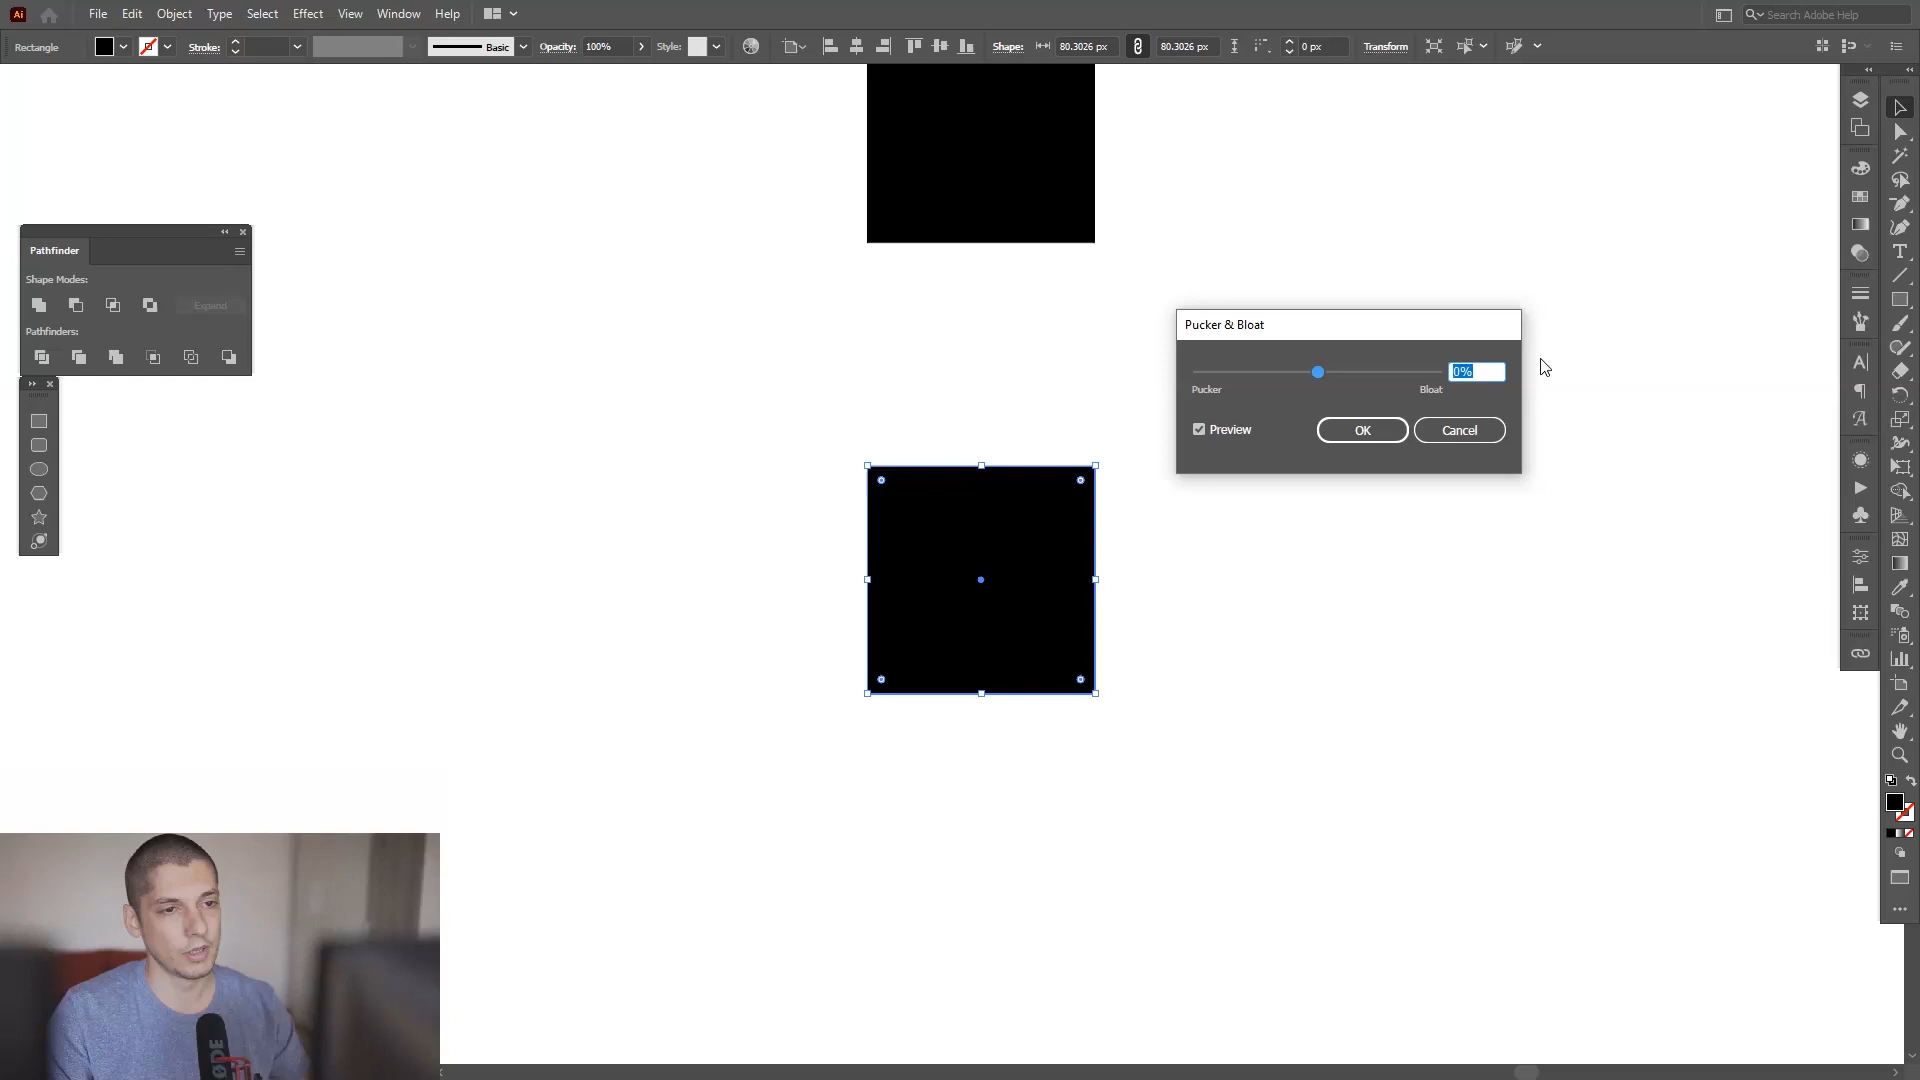 Ai File Edit Object Type Select Effect View Window Help Search Adobe Help
Rectangle Stroke: Basic Opacity: 100% Style: Shape: 80.3026 px 80.3026 px 0 px Transform
Pathfinder
Shape Modes:
Expand
Pathfinders:
Pucker & Bloat
0%
Pucker Bloat
Preview OK Cancel